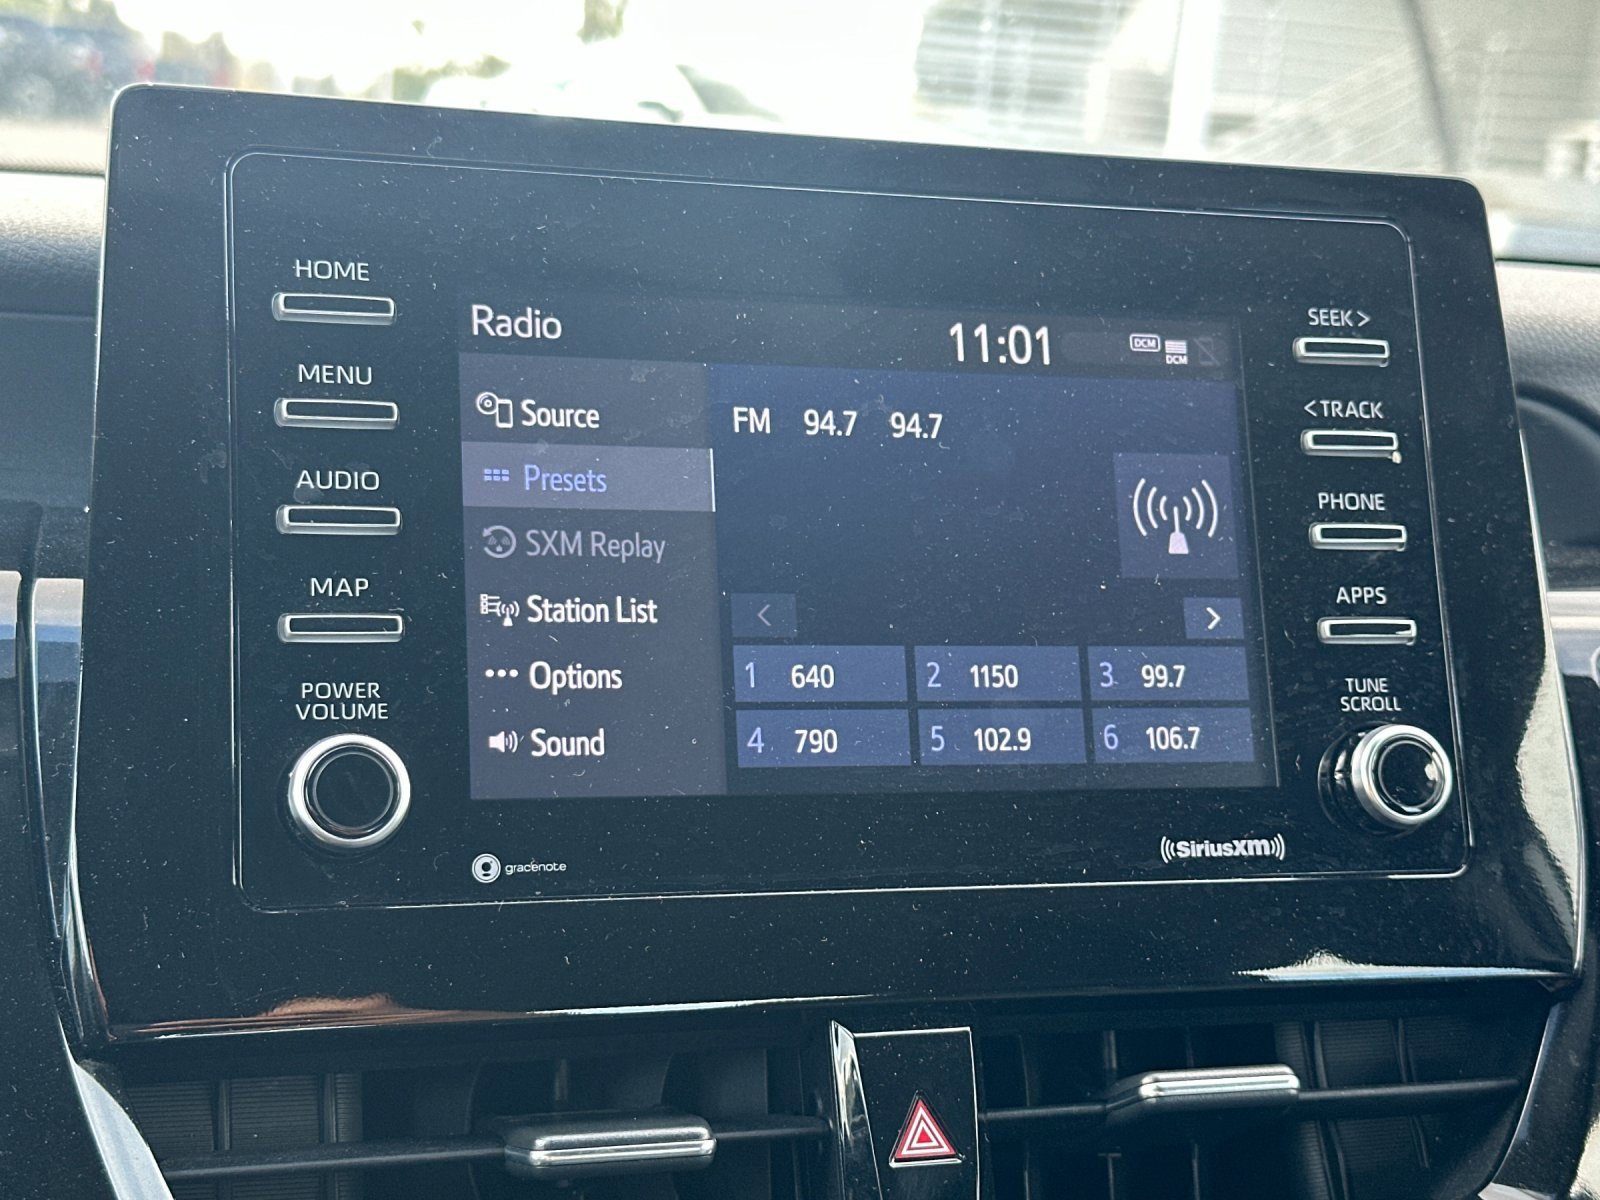 HOME
MENU
AUDIO
MAP
POWER
VOLUME
Radio
11:01
DCM
DCM
Source
Presets
SXM Replay
Station List
Options
Sound
FM 94.7 94.7
<
>
1 640
2 1150
3 99.7
4 790
5 102.9
6 106.7
SEEK >
< TRACK
PHONE
APPS
TUNE
SCROLL
gracenote
((SiriusXM))